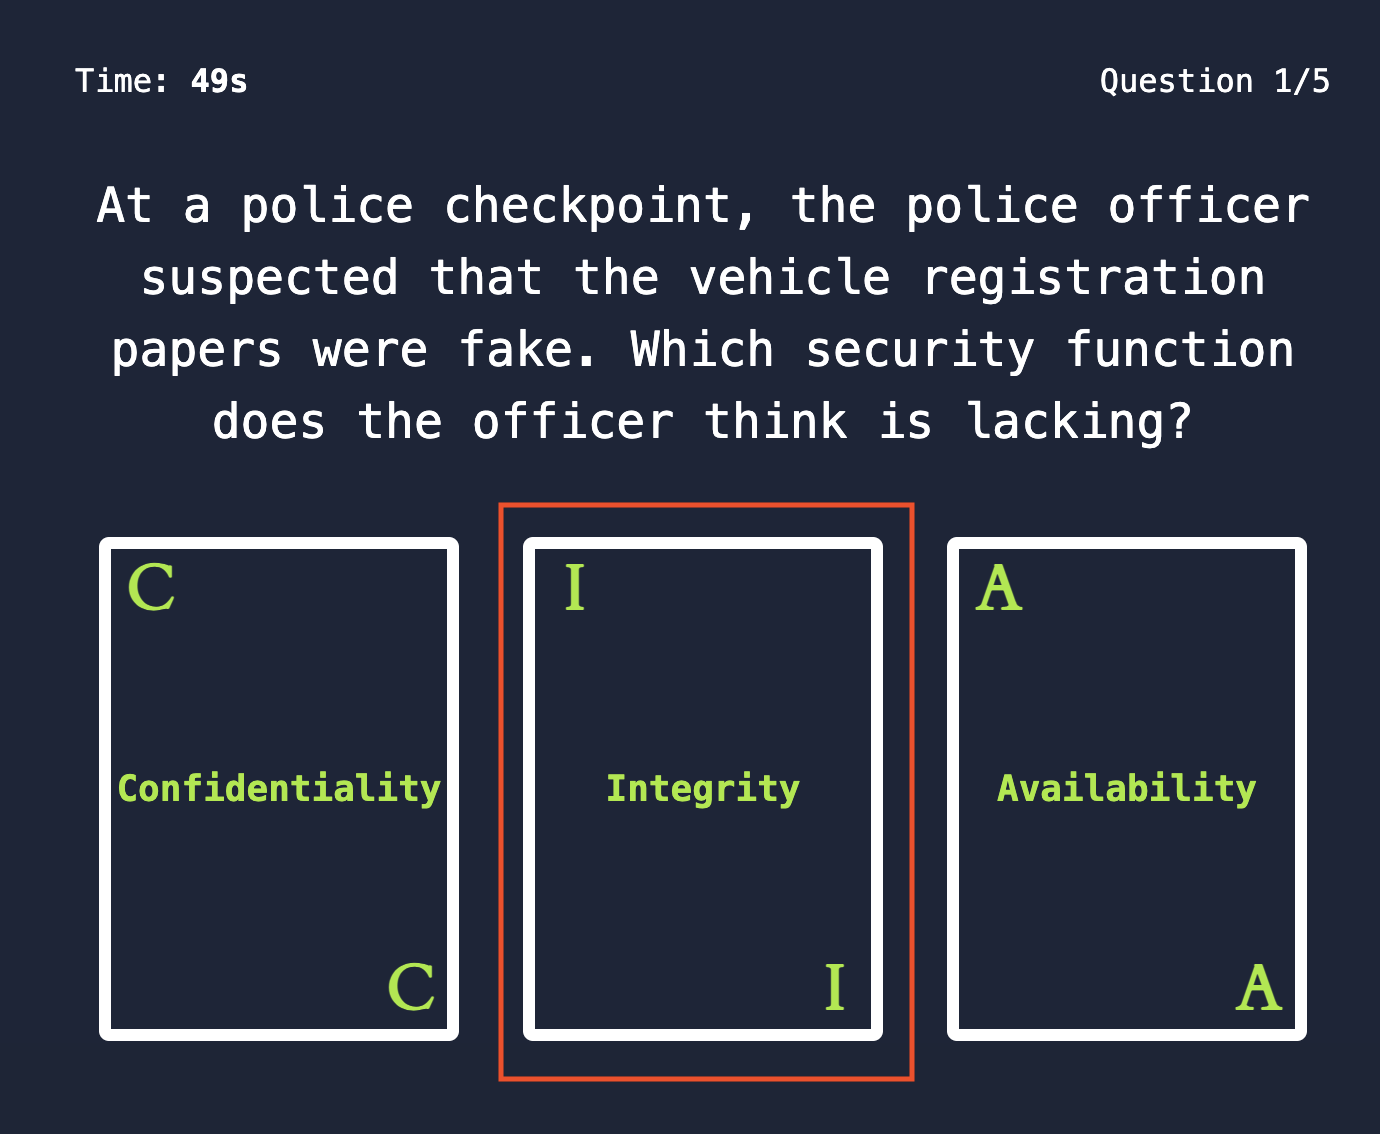 Time: 49s
Question 1/5
At a police checkpoint, the police officer
suspected that the vehicle registration
papers were fake. Which security function
does the officer think is lacking?
C
I
A
Confidentiality
Integrity
Availability
C
I
A